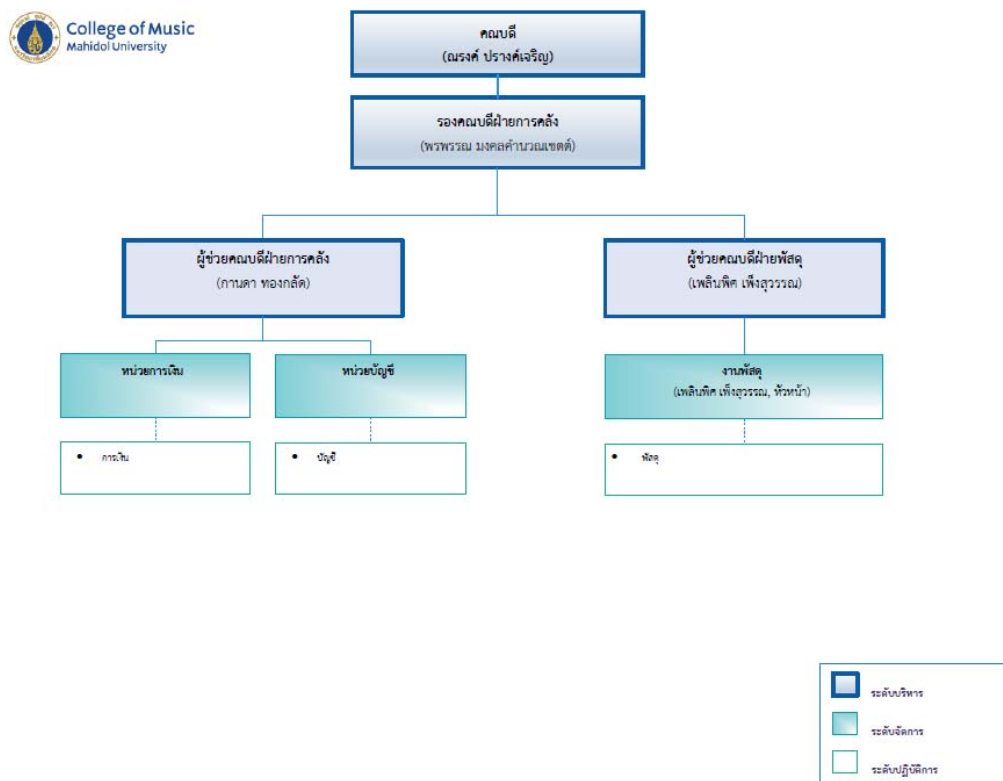 College of Music
Mahidol University
คณบดี
(ณรงค์ ปรางค์เจริญ)
รองคณบดีฝ่ายการคลัง
(พรพรรณ มงคลคำนวณเขตต์)
ผู้ช่วยคณบดีฝ่ายการคลัง
(กานดา ทองกลัด)
ผู้ช่วยคณบดีฝ่ายพัสดุ
(เพลินพิศ เพ็งสุวรรณ)
หน่วยการเงิน
หน่วยบัญชี
งานพัสดุ
(เพลินพิศ เพ็งสุวรรณ, หัวหน้า)
• การเงิน
• บัญชี
• พัสดุ
ระดับบริหาร
ระดับจัดการ
ระดับปฏิบัติการ